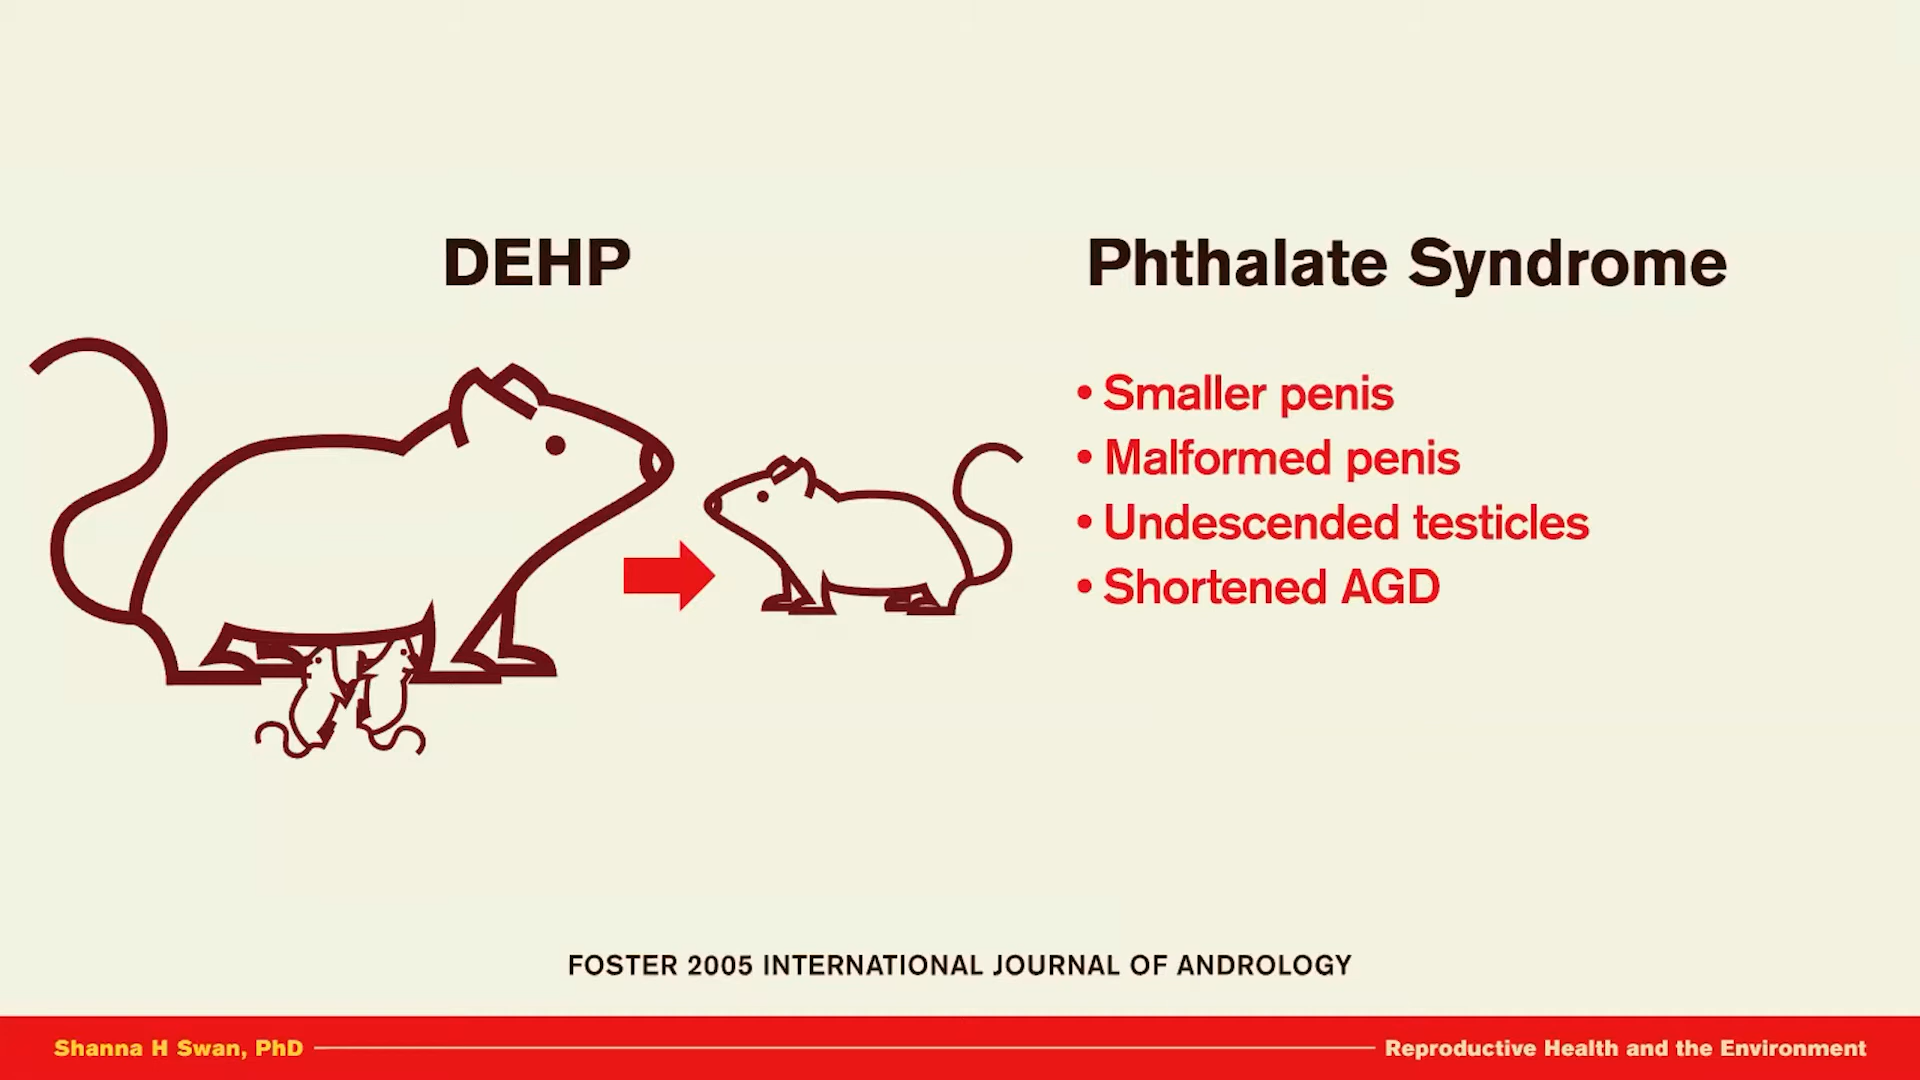 DEHP
Phthalate Syndrome
• Smaller penis
• Malformed penis
• Undescended testicles
• Shortened AGD
FOSTER 2005 INTERNATIONAL JOURNAL OF ANDROLOGY
Shanna H Swan, PhD
Reproductive Health and the Environment